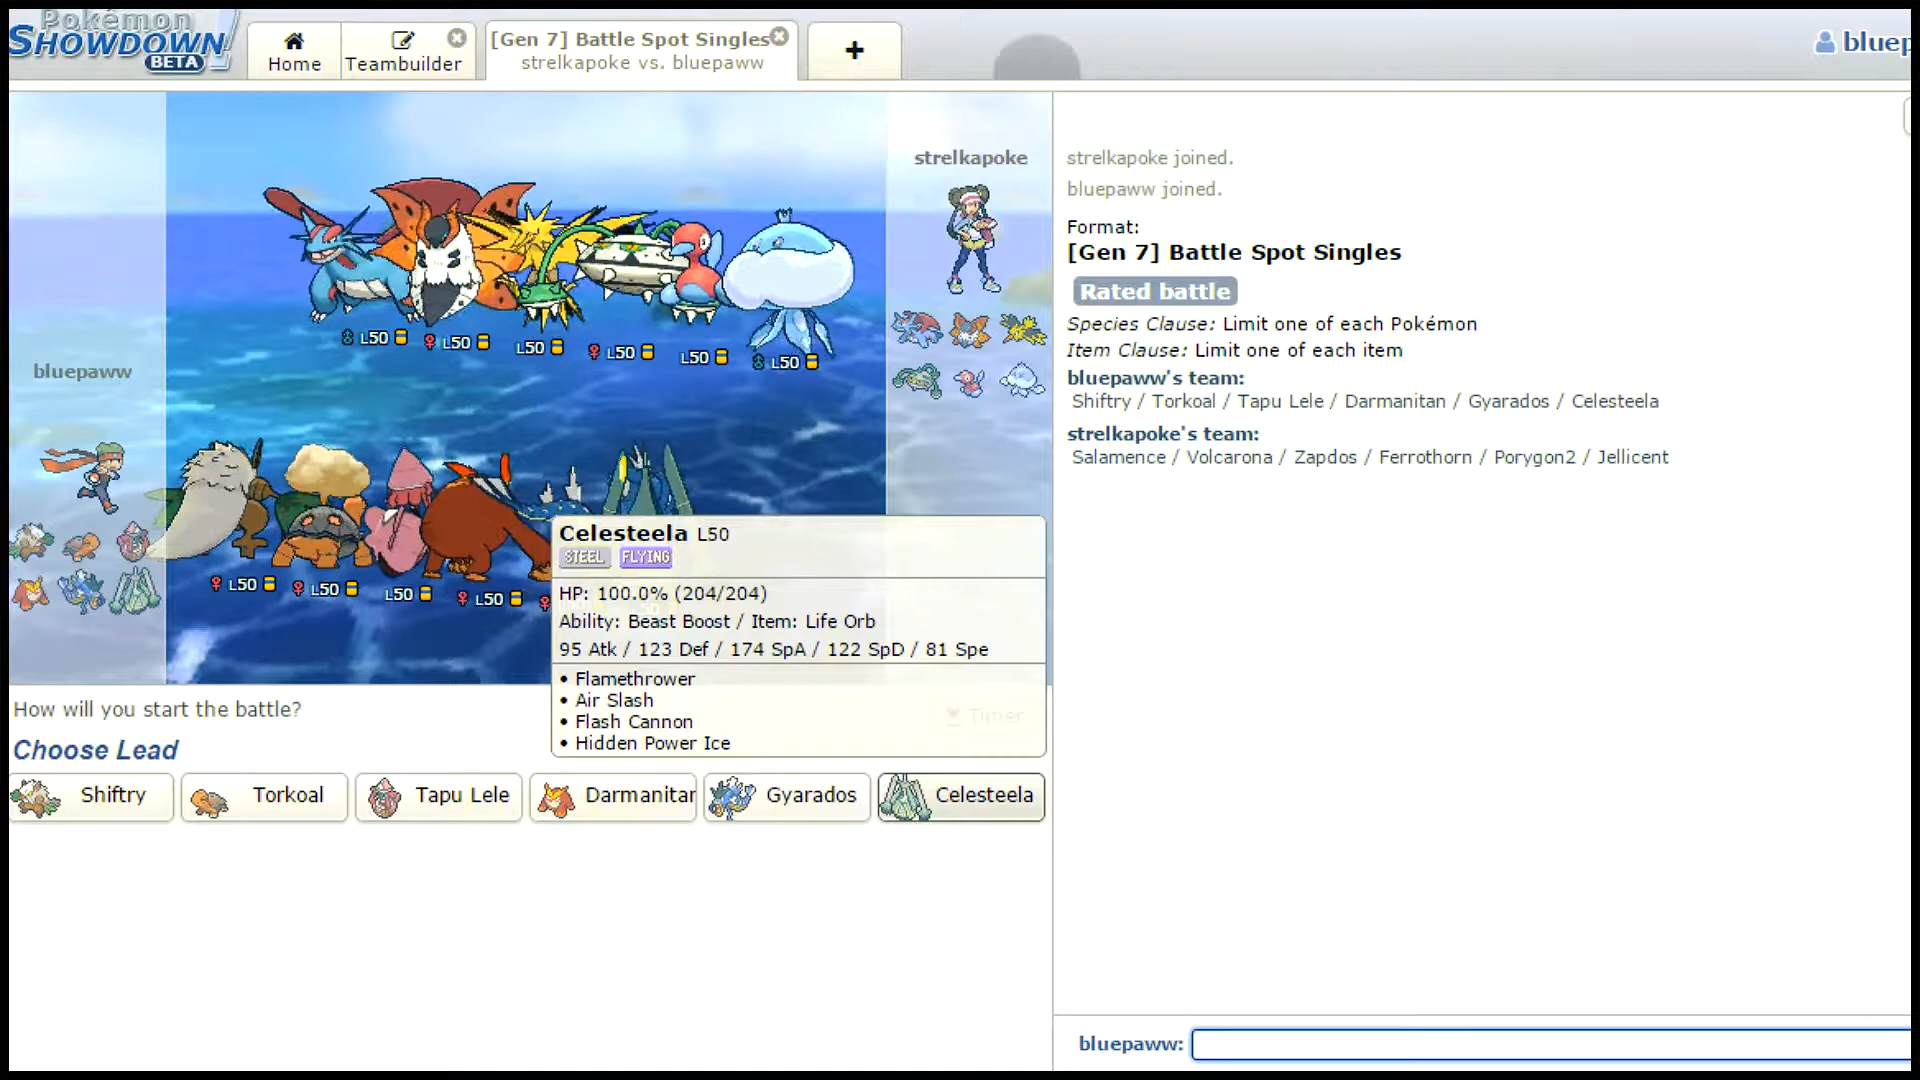 Pokémon
SHOWDOWN
BETA
Home
Teambuilder
[Gen 7] Battle Spot Singles
strelkapoke vs. bluepaww
+
bluep
strelkapoke
bluepaww
L50
L50
L50
L50
L50
L50
L50
L50
L50
L50
Celesteela L50
STEEL FLYING
HP: 100.0% (204/204)
Ability: Beast Boost / Item: Life Orb
95 Atk / 123 Def / 174 SpA / 122 SpD / 81 Spe
• Flamethrower
• Air Slash
• Flash Cannon
• Hidden Power Ice
Timer
How will you start the battle?
Choose Lead
Shiftry
Torkoal
Tapu Lele
Darmanitar
Gyarados
Celesteela
strelkapoke joined.
bluepaww joined.
Format:
[Gen 7] Battle Spot Singles
Rated battle
Species Clause: Limit one of each Pokémon
Item Clause: Limit one of each item
bluepaww's team:
Shiftry / Torkoal / Tapu Lele / Darmanitan / Gyarados / Celesteela
strelkapoke's team:
Salamence / Volcarona / Zapdos / Ferrothorn / Porygon2 / Jellicent
bluepaww: